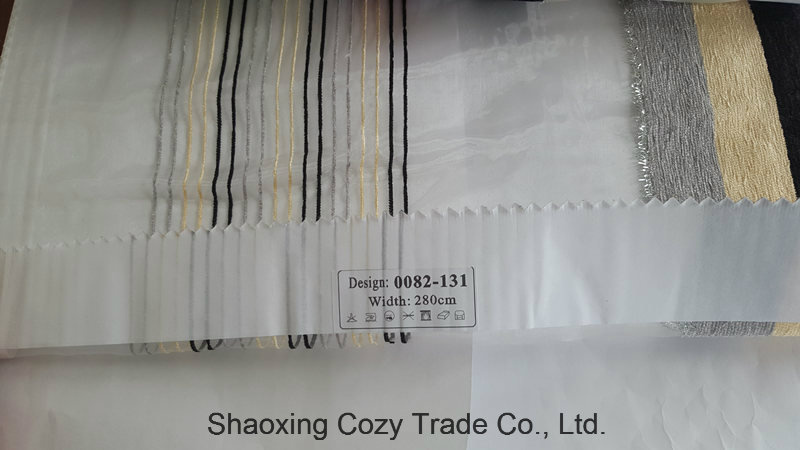 Design: 0082-131
Width: 280cm
Shaoxing Cozy Trade Co., Ltd.